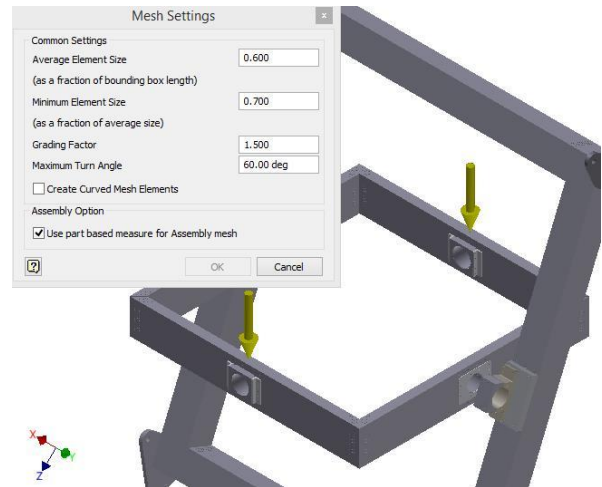 Mesh Settings
x
Common Settings
Average Element Size 0.600
(as a fraction of bounding box length)
Minimum Element Size 0.700
(as a fraction of average size)
Grading Factor 1.500
Maximum Turn Angle 60.00 deg
Create Curved Mesh Elements
Assembly Option
Use part based measure for Assembly mesh
? OK Cancel
X
Y
Z